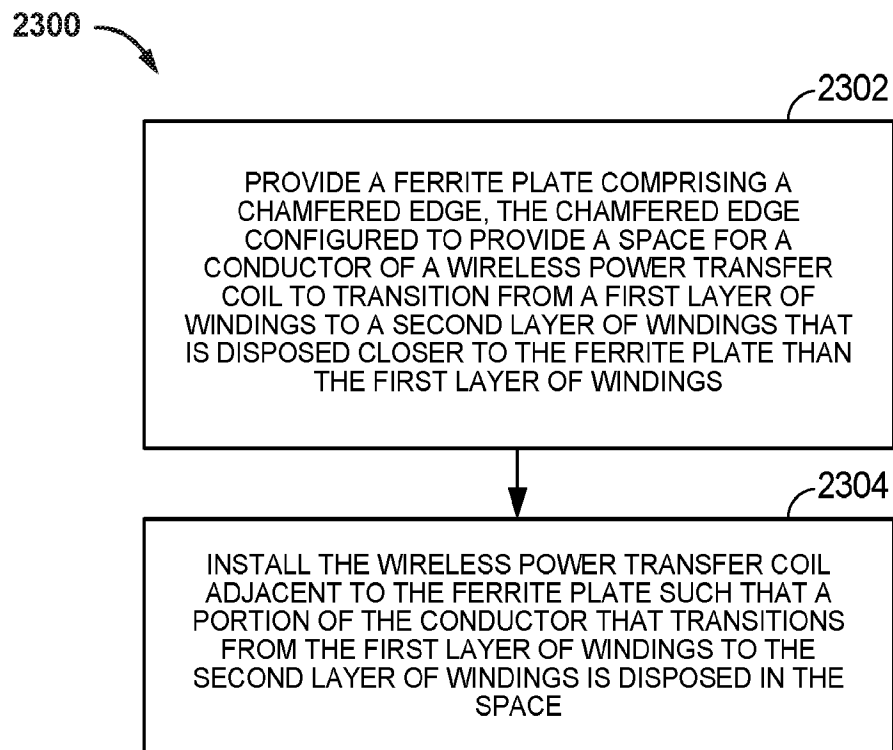 2300
2302
PROVIDE A FERRITE PLATE COMPRISING A
CHAMFERED EDGE, THE CHAMFERED EDGE
CONFIGURED TO PROVIDE A SPACE FOR A
CONDUCTOR OF A WIRELESS POWER TRANSFER
COIL TO TRANSITION FROM A FIRST LAYER OF
WINDINGS TO A SECOND LAYER OF WINDINGS THAT
IS DISPOSED CLOSER TO THE FERRITE PLATE THAN
THE FIRST LAYER OF WINDINGS
2304
INSTALL THE WIRELESS POWER TRANSFER COIL
ADJACENT TO THE FERRITE PLATE SUCH THAT A
PORTION OF THE CONDUCTOR THAT TRANSITIONS
FROM THE FIRST LAYER OF WINDINGS TO THE
SECOND LAYER OF WINDINGS IS DISPOSED IN THE
SPACE